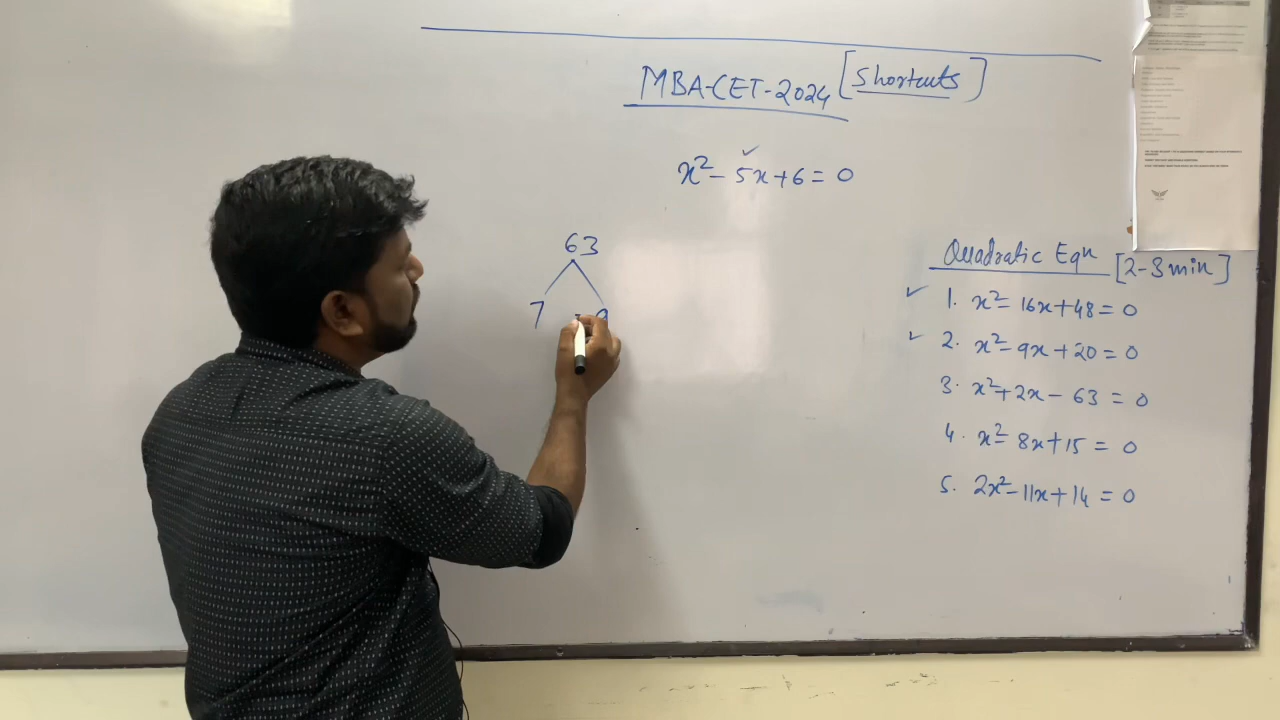 MBA-CET-2024 [Shortcuts]
x² - 5x + 6 = 0
63
7 - 9
Quadratic Eqn [2-3 min]
1. x² - 16x + 48 = 0
2. x² - 9x + 20 = 0
3. x² + 2x - 63 = 0
4. x² - 8x + 15 = 0
5. 2x² - 11x + 14 = 0